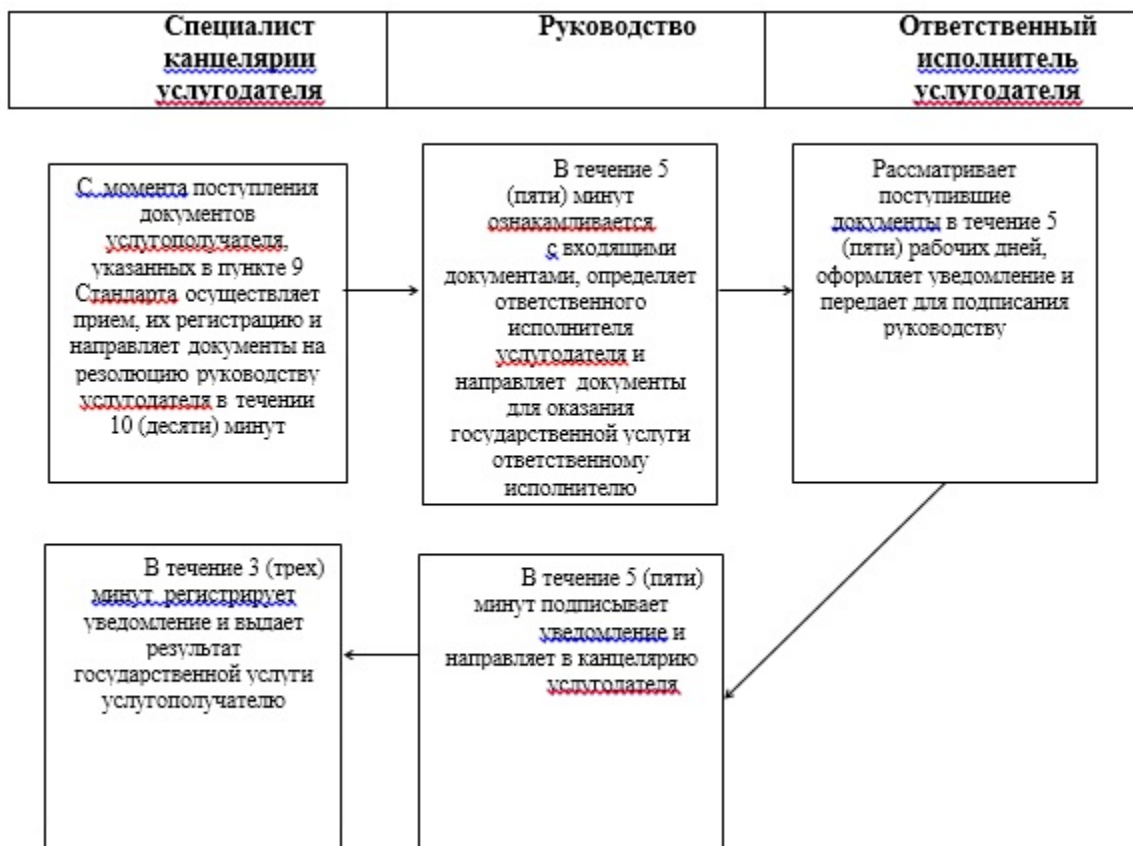 Специалист
канцелярии
услугодателя
Руководство
Ответственный
исполнитель
услугодателя
С момента поступления
документов
услугополучателя,
указанных в пункте 9
Стандарта осуществляет
прием, их регистрацию и
направляет документы на
резолюцию руководству
услугодателя в течении
10 (десяти) минут
В течение 5
(пяти) минут
ознакамливается
с входящими
документами, определяет
ответственного
исполнителя
услугодателя и
направляет документы
для оказания
государственной услуги
ответственному
исполнителю
Рассматривает
поступившие
документы в течение 5
(пяти) рабочих дней,
оформляет уведомление и
передает для подписания
руководству
В течение 3 (трех)
минут регистрирует
уведомление и выдает
результат
государственной услуги
услугополучателю
В течение 5 (пяти)
минут подписывает
уведомление и
направляет в канцелярию
услугодателя